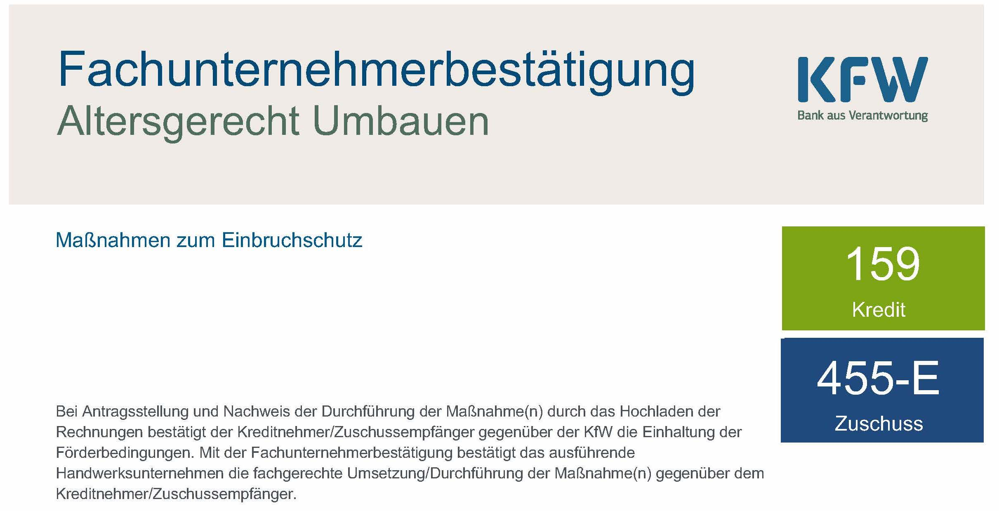 Fachunternehmerbestätigung
Altersgerecht Umbauen
KFW
Bank aus Verantwortung
Maßnahmen zum Einbruchschutz
159
Kredit
455-E
Zuschuss
Bei Antragsstellung und Nachweis der Durchführung der Maßnahme(n) durch das Hochladen der
Rechnungen bestätigt der Kreditnehmer/Zuschussempfänger gegenüber der KfW die Einhaltung der
Förderbedingungen. Mit der Fachunternehmerbestätigung bestätigt das ausführende
Handwerksunternehmen die fachgerechte Umsetzung/Durchführung der Maßnahme(n) gegenüber dem
Kreditnehmer/Zuschussempfänger.